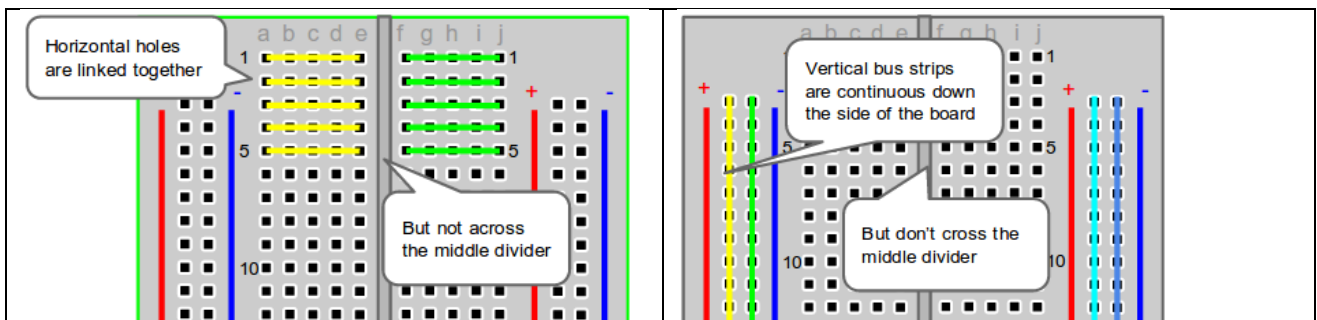 Horizontal holes
are linked together
a b c d e f g h i j
1 1
+
-
-
5 5
But not across
the middle divider
10
a b c d e f g h i j
Vertical bus strips
are continuous down
the side of the board
1
+ - + -
5 5
But don't cross the
middle divider
10 10